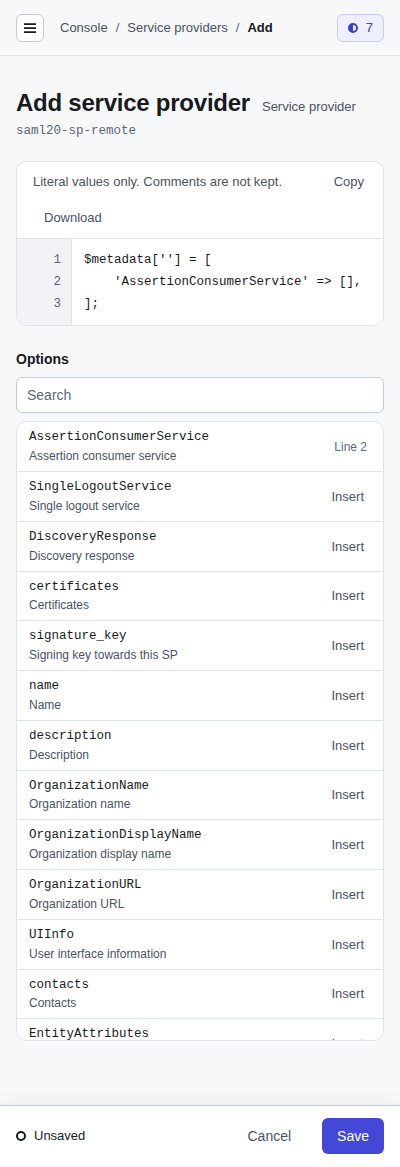 Console / Service providers / Add
7
Add service provider Service provider
saml20-sp-remote
Literal values only. Comments are not kept. Copy
Download
1 $metadata[''] = [
2 'AssertionConsumerService' => [],
3 ];
Options
Search
AssertionConsumerService
Assertion consumer service
Line 2
SingleLogoutService
Single logout service
Insert
DiscoveryResponse
Discovery response
Insert
certificates
Certificates
Insert
signature_key
Signing key towards this SP
Insert
name
Name
Insert
description
Description
Insert
OrganizationName
Organization name
Insert
OrganizationDisplayName
Organization display name
Insert
OrganizationURL
Organization URL
Insert
UIInfo
User interface information
Insert
contacts
Contacts
Insert
EntityAttributes
Unsaved Cancel Save